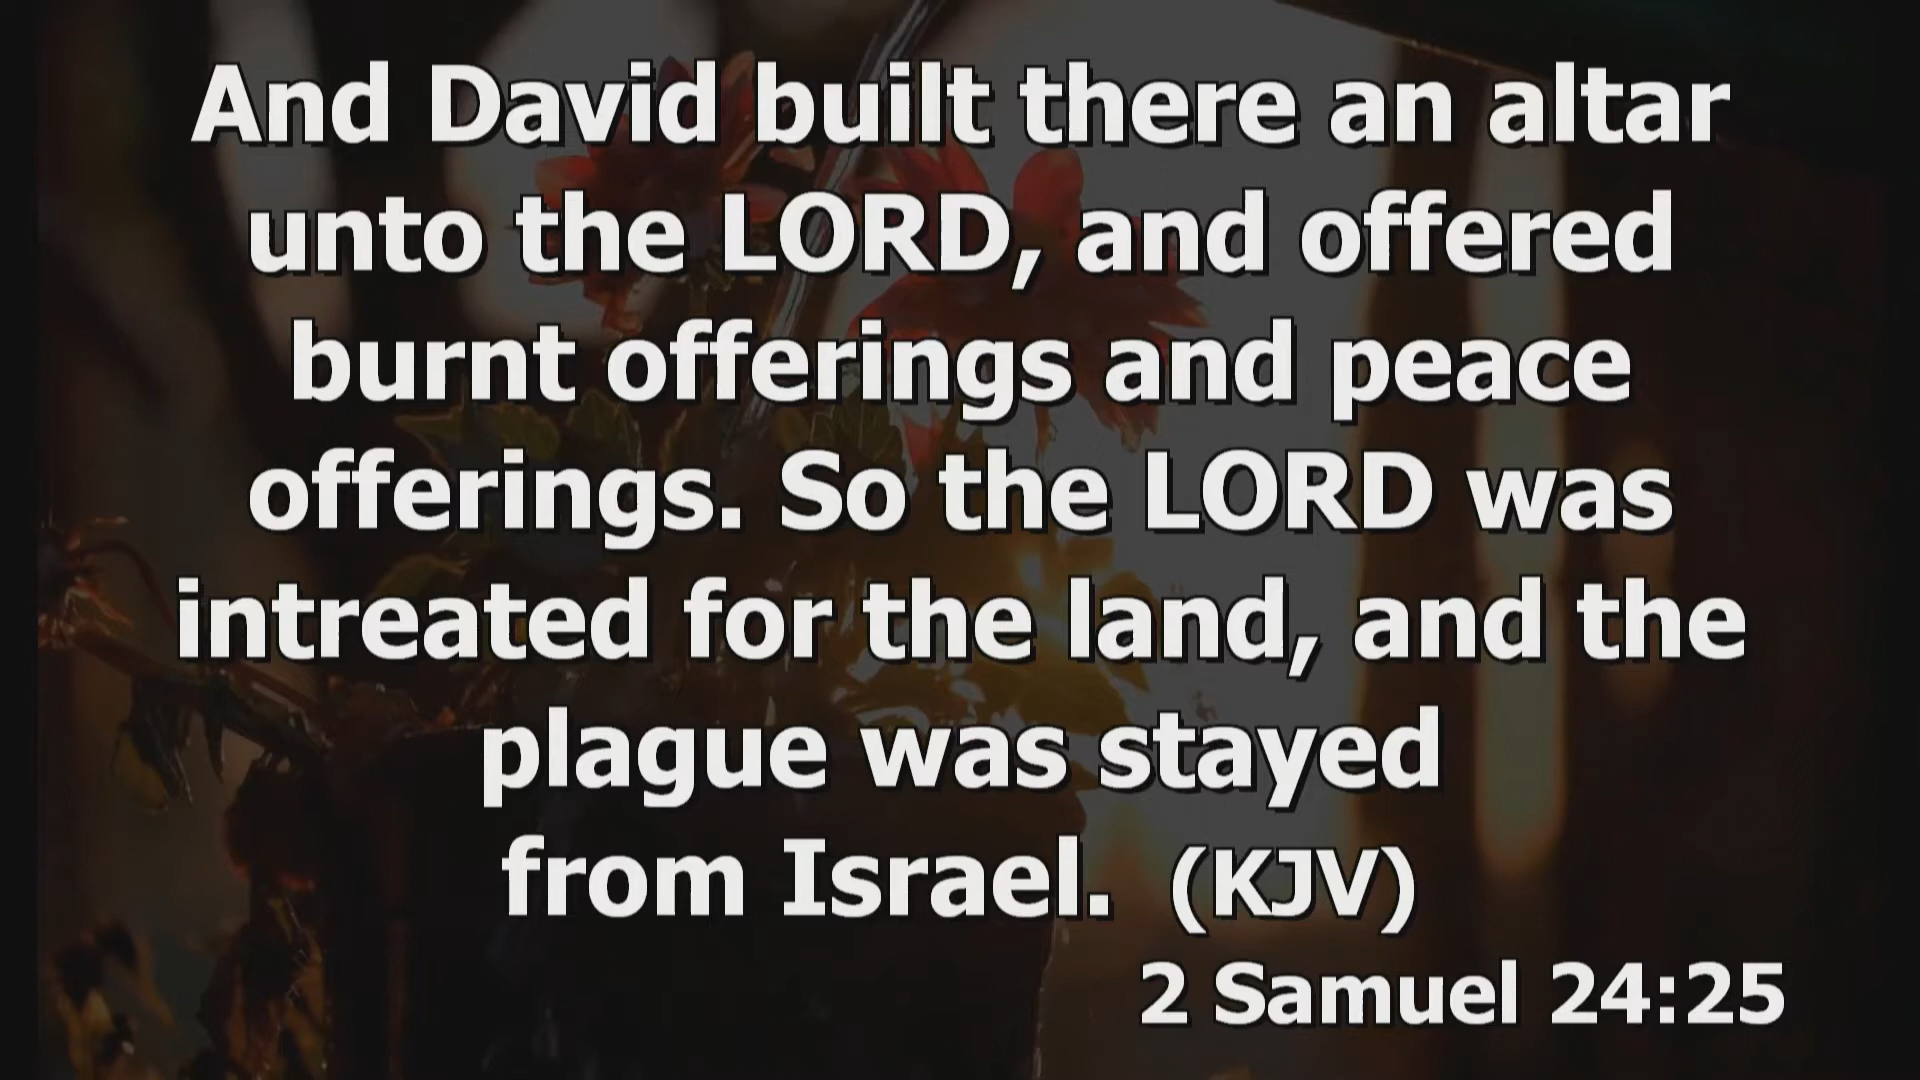 And David built there an altar
unto the LORD, and offered
burnt offerings and peace
offerings. So the LORD was
intreated for the land, and the
plague was stayed
from Israel. (KJV)
2 Samuel 24:25